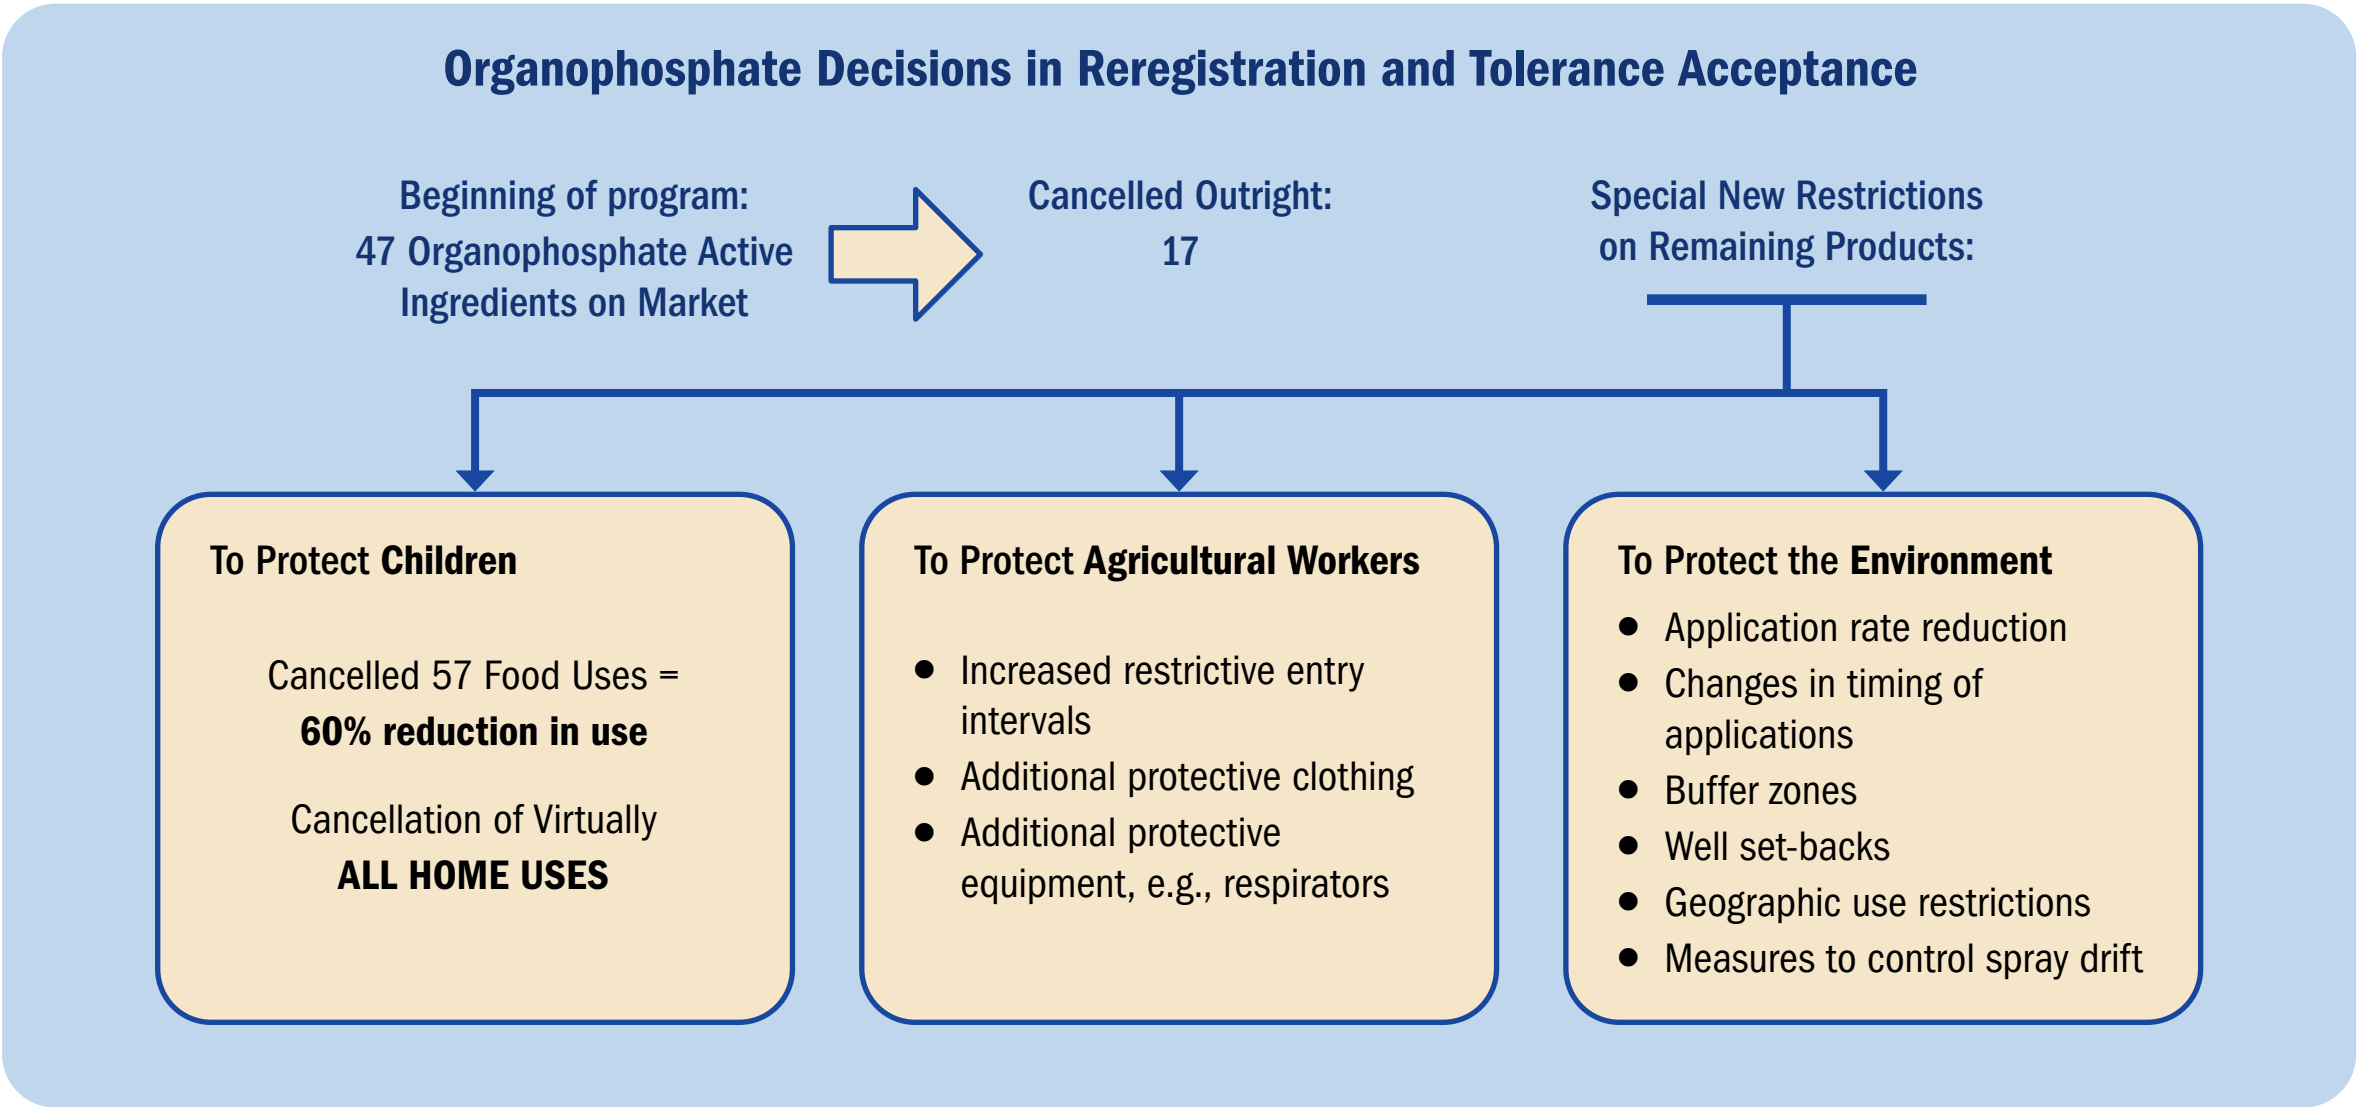 Organophosphate Decisions in Reregistration and Tolerance Acceptance
Beginning of program:
47 Organophosphate Active
Ingredients on Market
Cancelled Outright:
17
Special New Restrictions
on Remaining Products:
To Protect Children
Cancelled 57 Food Uses =
60% reduction in use
Cancellation of Virtually
ALL HOME USES
To Protect Agricultural Workers
● Increased restrictive entry
intervals
● Additional protective clothing
● Additional protective
equipment, e.g., respirators
To Protect the Environment
● Application rate reduction
● Changes in timing of
applications
● Buffer zones
● Well set-backs
● Geographic use restrictions
● Measures to control spray drift